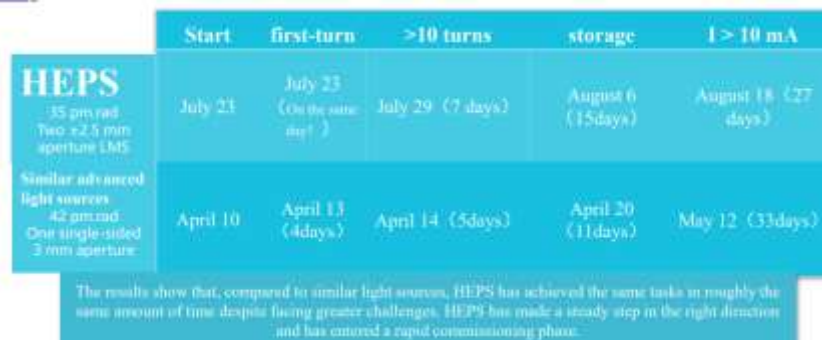 Start first-turn >10 turns storage I > 10 mA
HEPS
35 pm.rad
Two ±2.5 mm
aperture LMS
July 23
July 23
(On the same
day! )
July 29 (7 days)
August 6
(15days)
August 18 (27
days)
Similar advanced
light sources
42 pm.rad
One single-sided
3 mm aperture
April 10
April 13
(4days)
April 14 (5days)
April 20
(11days)
May 12 (33days)
The results show that, compared to similar light sources, HEPS has achieved the same tasks in roughly the
same amount of time despite facing greater challenges. HEPS has made a steady step in the right direction
and has entered a rapid commissioning phase.